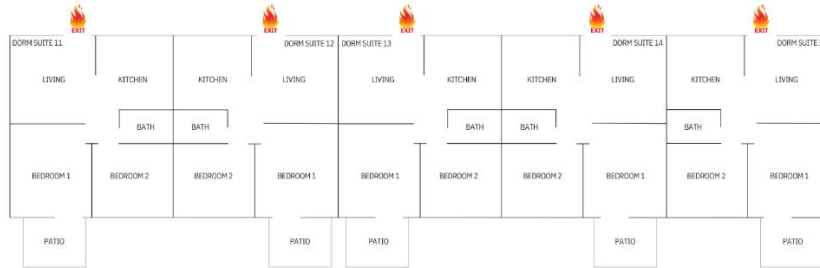 EXIT EXIT EXIT EXIT EXIT
DORM SUITE 11 DORM SUITE 12 DORM SUITE 13 DORM SUITE 14 DORM SUITE
LIVING KITCHEN KITCHEN LIVING LIVING KITCHEN KITCHEN LIVING KITCHEN LIVING
BATH BATH BATH BATH BATH
BEDROOM 1 BEDROOM 2 BEDROOM 2 BEDROOM 1 BEDROOM 1 BEDROOM 2 BEDROOM 2 BEDROOM 1 BEDROOM 2 BEDROOM 1
PATIO PATIO PATIO PATIO PATIO